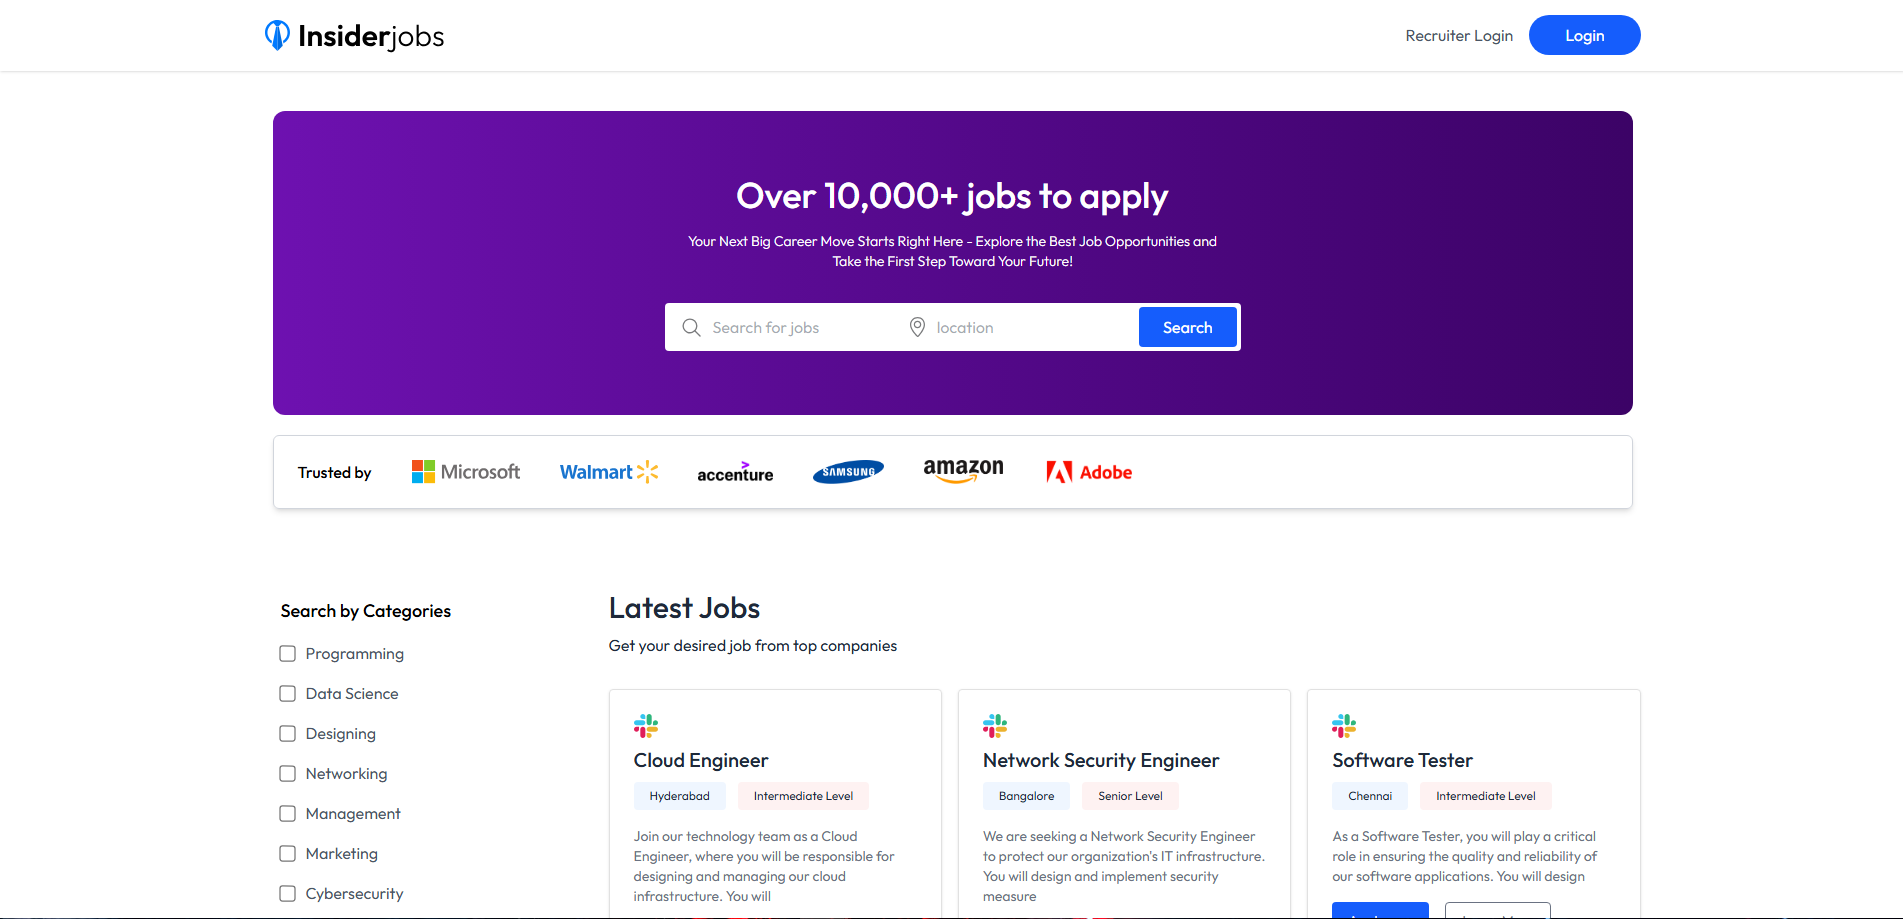 Insiderjobs
Recruiter Login
Login
Over 10,000+ jobs to apply
Your Next Big Career Move Starts Right Here - Explore the Best Job Opportunities and
Take the First Step Toward Your Future!
Search for jobs
location
Search
Trusted by
Microsoft
Walmart
accenture
SAMSUNG
amazon
Adobe
Search by Categories
Programming
Data Science
Designing
Networking
Management
Marketing
Cybersecurity
Latest Jobs
Get your desired job from top companies
Cloud Engineer
Hyderabad
Intermediate Level
Join our technology team as a Cloud
Engineer, where you will be responsible for
designing and managing our cloud
infrastructure. You will
Network Security Engineer
Bangalore
Senior Level
We are seeking a Network Security Engineer
to protect our organization's IT infrastructure.
You will design and implement security
measure
Software Tester
Chennai
Intermediate Level
As a Software Tester, you will play a critical
role in ensuring the quality and reliability of
our software applications. You will design